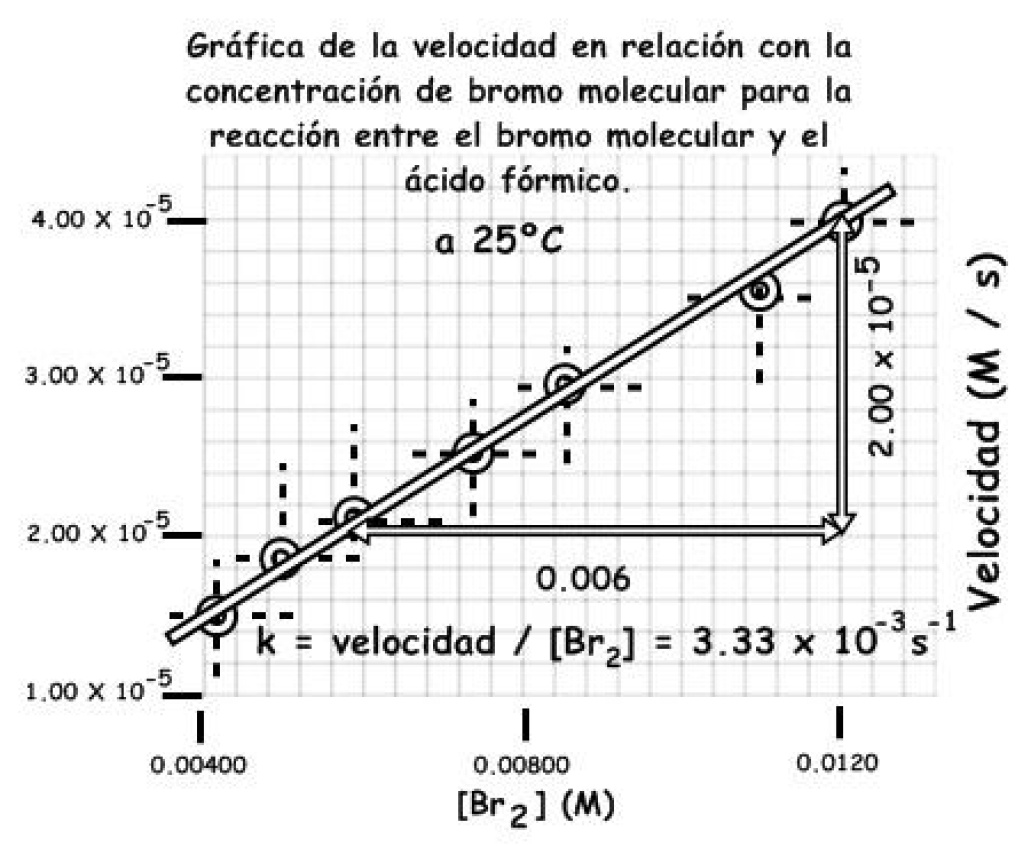 Gráfica de la velocidad en relación con la
concentración de bromo molecular para la
reacción entre el bromo molecular y el
ácido fórmico.
a 25°C
4.00 X 10⁻⁵
3.00 X 10⁻⁵
2.00 X 10⁻⁵
1.00 X 10⁻⁵
2.00 x 10⁻⁵
Velocidad (M / s)
0.006
k = velocidad / [Br₂] = 3.33 x 10⁻³ s⁻¹
0.00400
0.00800
0.0120
[Br₂] (M)